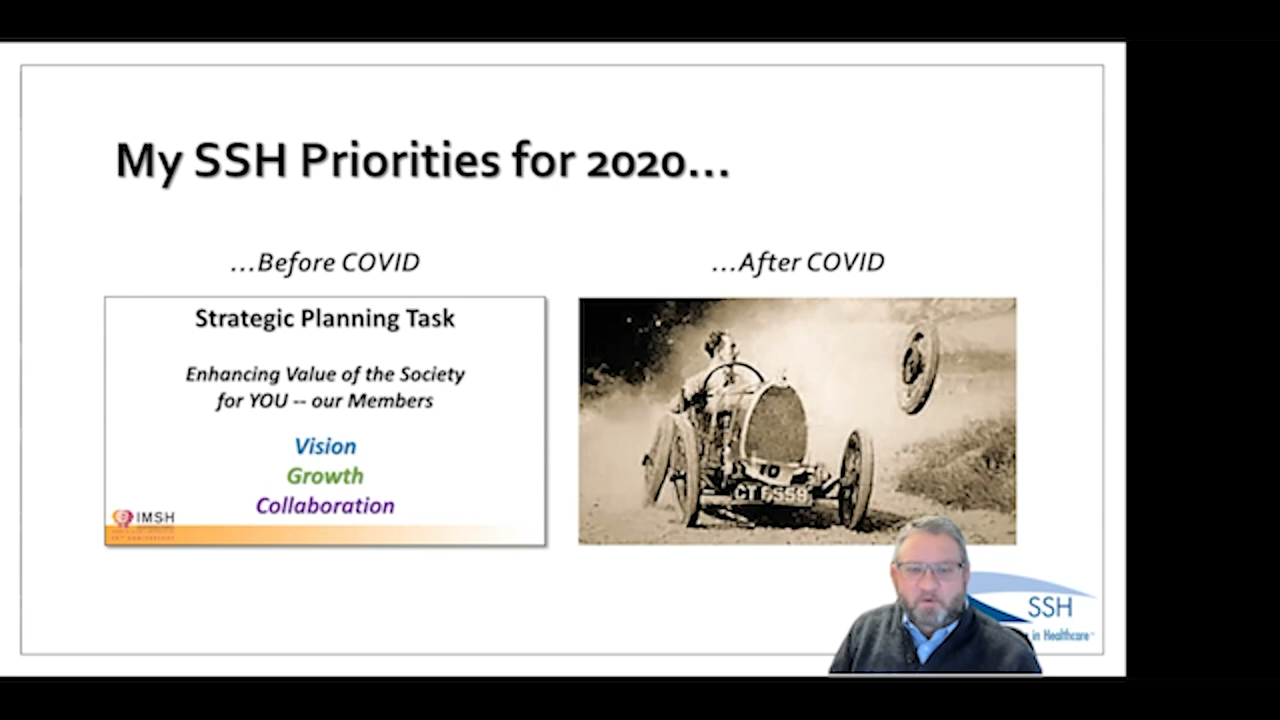 My SSH Priorities for 2020...
...Before COVID
...After COVID
Strategic Planning Task
Enhancing Value of the Society
for YOU -- our Members
Vision
Growth
Collaboration
IMSH
SSH
in Healthcare